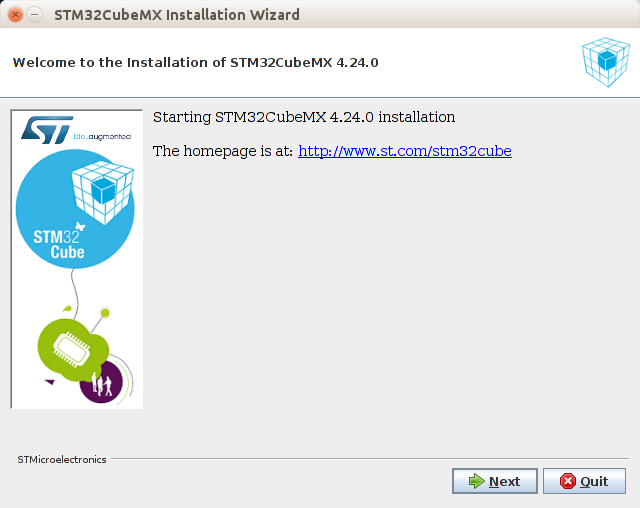 STM32CubeMX Installation Wizard
Welcome to the Installation of STM32CubeMX 4.24.0
Starting STM32CubeMX 4.24.0 installation
The homepage is at: http://www.st.com/stm32cube
ST life.augmented
STM32
Cube
STMicroelectronics
Next
Quit